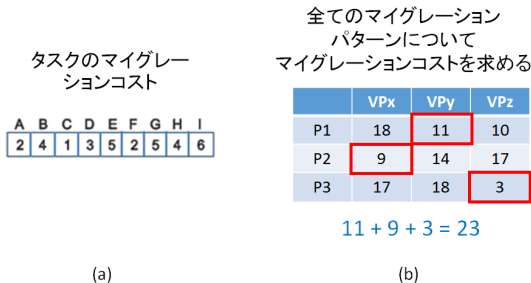 タスクのマイグレー
ションコスト
A B C D E F G H I
2 4 1 3 5 2 5 4 6
(a)
全てのマイグレーション
パターンについて
マイグレーションコストを求める
VPx VPy VPz
P1 18 11 10
P2 9 14 17
P3 17 18 3
11 + 9 + 3 = 23
(b)